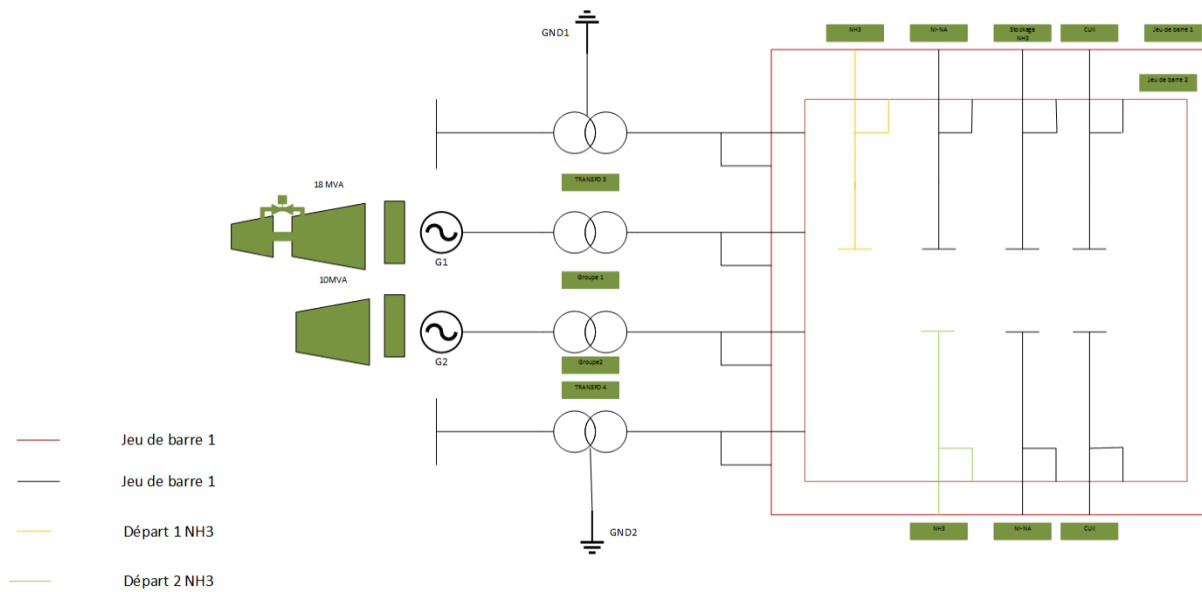 GND1
NH3
NI-NA
Stockage
NH3
CUII
Jeu de barre 1
Jeu de barre 2
TRANSFO 3
18 MVA
G1
10MVA
Groupe 1
G2
Groupe2
TRANSFO 4
Jeu de barre 1
Jeu de barre 1
Départ 1 NH3
Départ 2 NH3
GND2
NH3
NI-NA
CUII